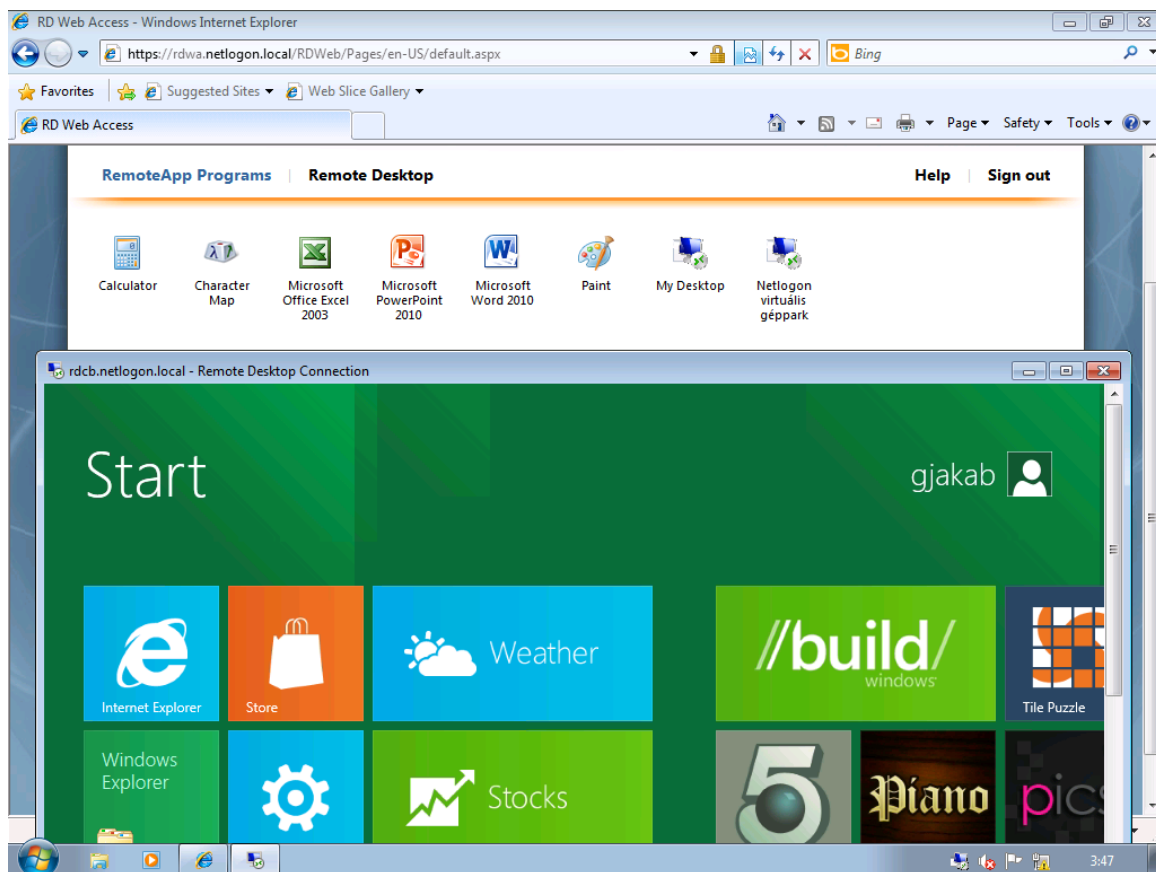 RD Web Access - Windows Internet Explorer
https://rdwa.netlogon.local/RDWeb/Pages/en-US/default.aspx
Bing
Favorites
Suggested Sites
Web Slice Gallery
RD Web Access
Page
Safety
Tools
RemoteApp Programs
Remote Desktop
Help
Sign out
Calculator
Character
Map
Microsoft
Office Excel
2003
Microsoft
PowerPoint
2010
Microsoft
Word 2010
Paint
My Desktop
Netlogon
virtuális
géppark
rdcb.netlogon.local - Remote Desktop Connection
Start
gjakab
Internet Explorer
Store
Weather
//build/
windows
Tile Puzzle
Windows
Explorer
Stocks
5
Piano
pics
3:47